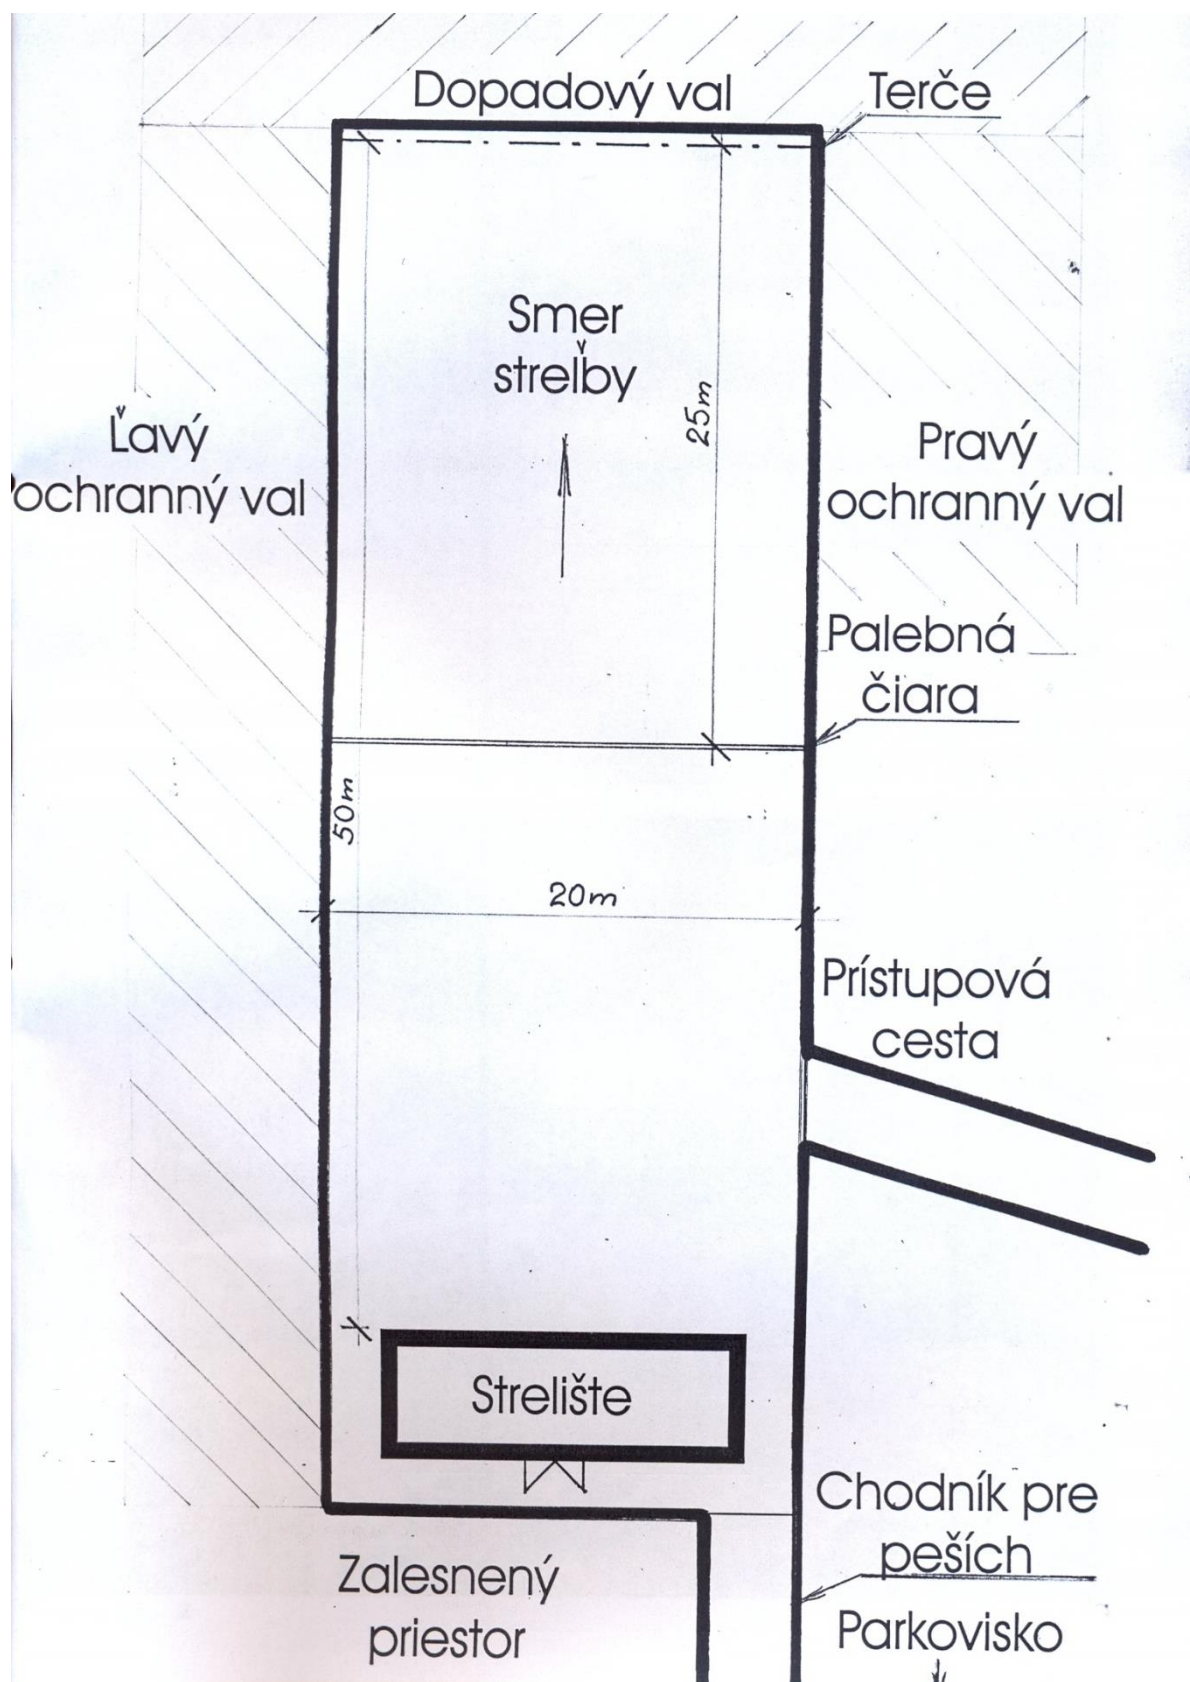 Dopadový val
Terče
Smer
streľby
25m
Ľavý
ochranný val
Pravý
ochranný val
Palebná
čiara
50m
20m
Prístupová
cesta
Strelište
Chodník pre
peších
Zalesnený
priestor
Parkovisko